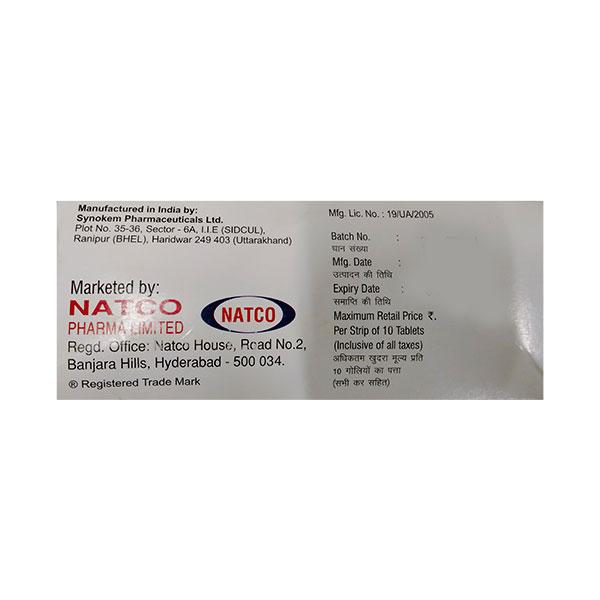 Manufactured in India by:
Synokem Pharmaceuticals Ltd.
Plot No. 35-36, Sector - 6A, I.I.E (SIDCUL),
Ranipur (BHEL), Haridwar 249 403 (Uttarakhand)
Marketed by:
NATCO
PHARMA LIMITED
NATCO
Regd. Office: Natco House, Road No.2,
Banjara Hills, Hyderabad - 500 034.
® Registered Trade Mark
Mfg. Lic. No. : 19/UA/2005
Batch No. :
घान संख्या
Mfg. Date :
उत्पादन की तिथि
Expiry Date :
समाप्ति की तिथि
Maximum Retail Price ₹.
Per Strip of 10 Tablets
(Inclusive of all taxes)
अधिकतम खुदरा मूल्य प्रति
10 गोलियों का पत्ता
(सभी कर सहित)